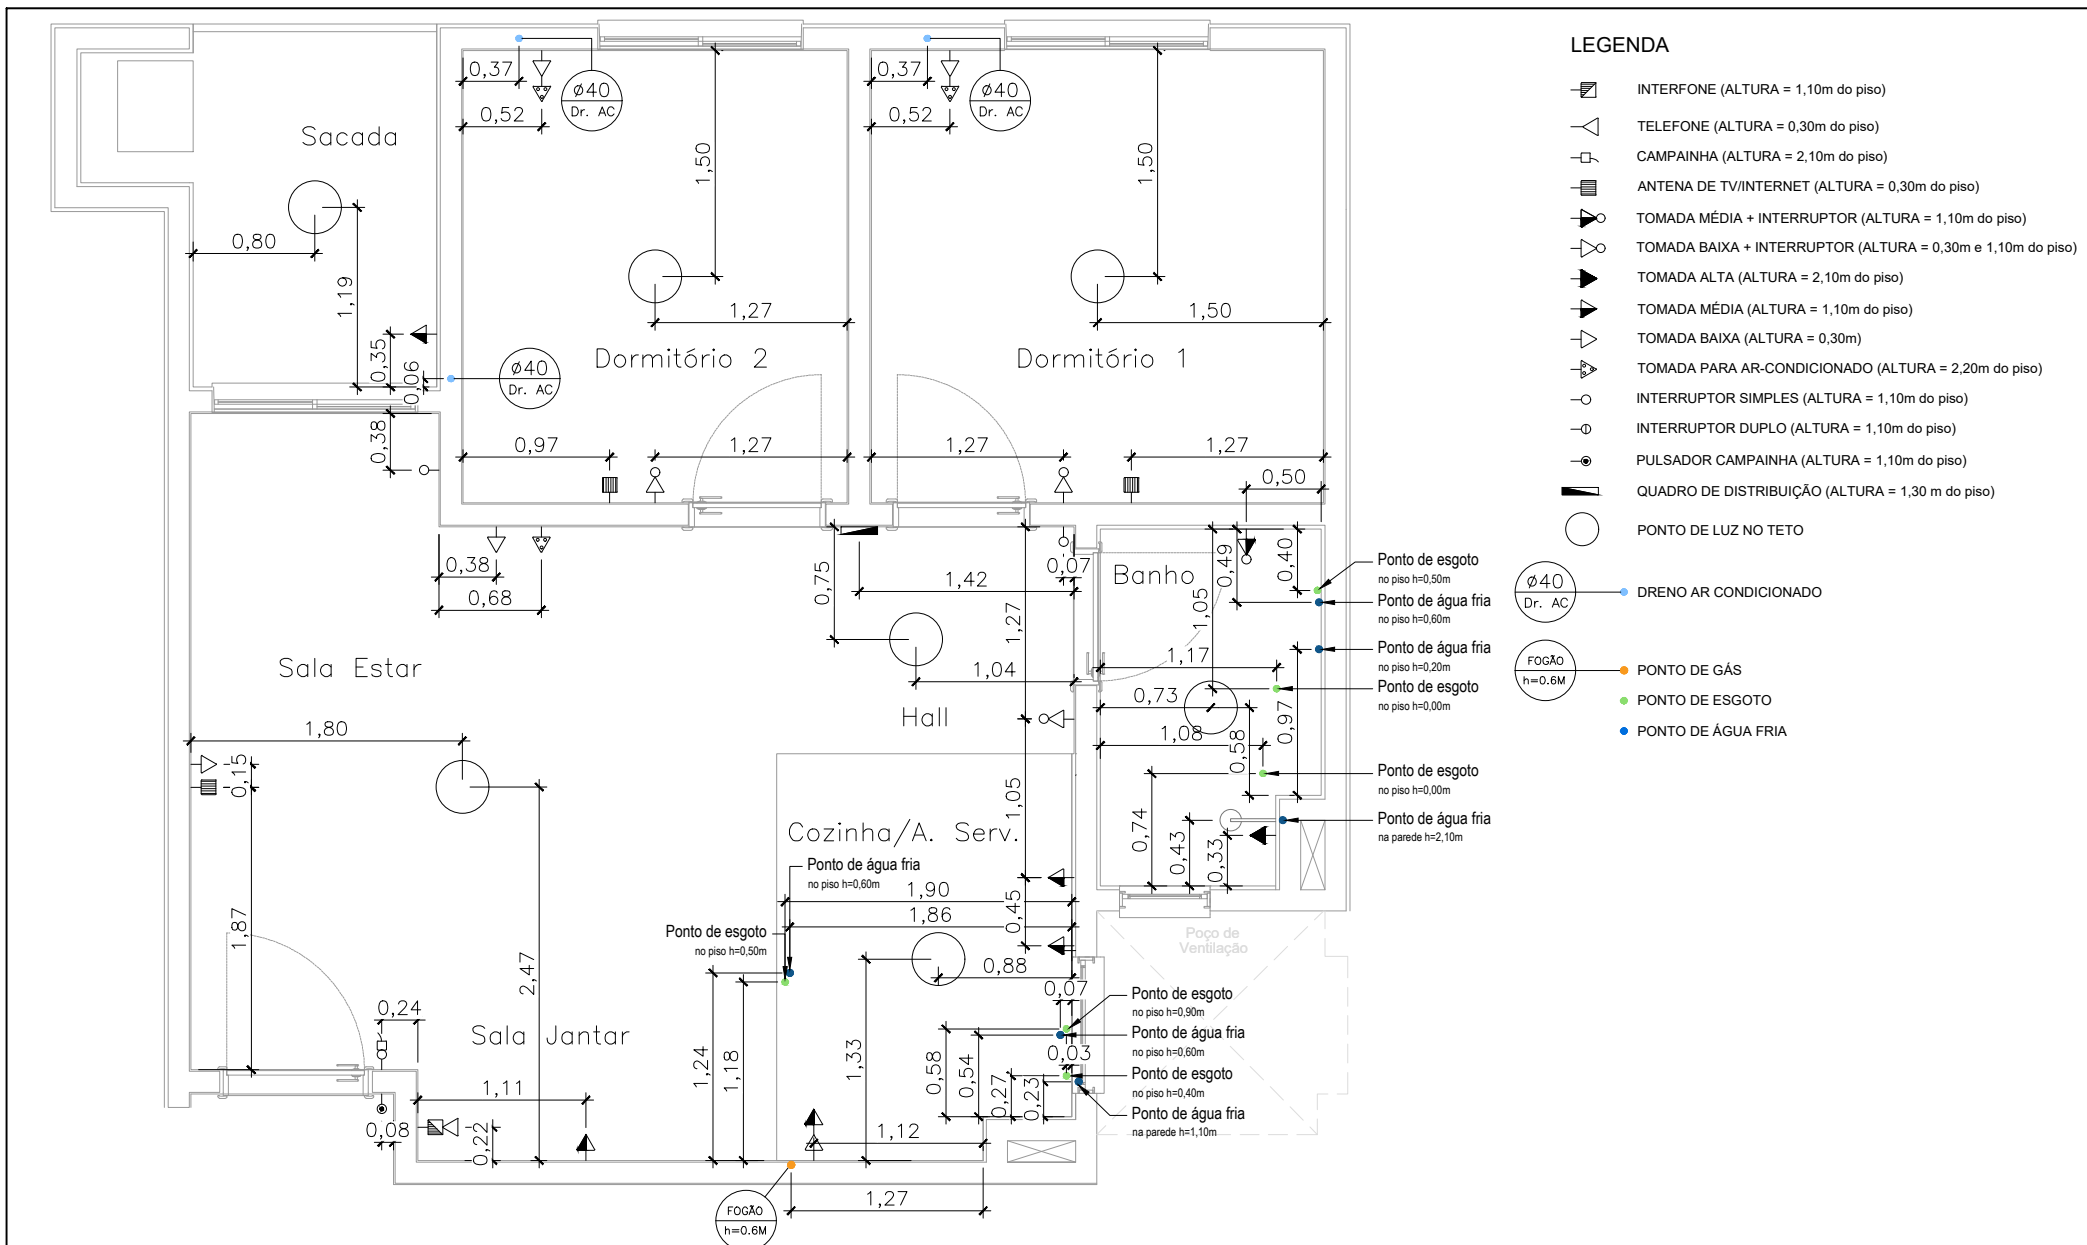 LEGENDA
INTERFONE (ALTURA = 1,10m do piso)
TELEFONE (ALTURA = 0,30m do piso)
CAMPAINHA (ALTURA = 2,10m do piso)
ANTENA DE TV/INTERNET (ALTURA = 0,30m do piso)
TOMADA MÉDIA + INTERRUPTOR (ALTURA = 1,10m do piso)
TOMADA BAIXA + INTERRUPTOR (ALTURA = 0,30m e 1,10m do piso)
TOMADA ALTA (ALTURA = 2,10m do piso)
TOMADA MÉDIA (ALTURA = 1,10m do piso)
TOMADA BAIXA (ALTURA = 0,30m)
TOMADA PARA AR-CONDICIONADO (ALTURA = 2,20m do piso)
INTERRUPTOR SIMPLES (ALTURA = 1,10m do piso)
INTERRUPTOR DUPLO (ALTURA = 1,10m do piso)
PULSADOR CAMPAINHA (ALTURA = 1,10m do piso)
QUADRO DE DISTRIBUIÇÃO (ALTURA = 1,30 m do piso)
PONTO DE LUZ NO TETO
Ø40
Dr. AC
DRENO AR CONDICIONADO
FOGÃO
h=0.6M
PONTO DE GÁS
PONTO DE ESGOTO
PONTO DE ÁGUA FRIA
Sacada
0,80
1,19
0,35
0,06
0,38
0,37
0,52
Ø40
Dr. AC
1,50
1,27
Dormitório 2
Ø40
Dr. AC
0,97
1,27
0,37
0,52
Ø40
Dr. AC
1,50
1,50
Dormitório 1
1,27
1,27
0,50
0,38
0,68
0,75
1,42
0,07
1,27
1,04
Hall
Banho
0,49
0,40
1,05
1,17
0,73
0,97
1,08
0,58
0,74
0,43
0,33
Ponto de esgoto
no piso h=0,50m
Ponto de água fria
no piso h=0,60m
Ponto de água fria
no piso h=0,20m
Ponto de esgoto
no piso h=0,00m
Ponto de esgoto
no piso h=0,00m
Ponto de água fria
na parede h=2,10m
Sala Estar
1,80
0,15
1,87
2,47
Sala Jantar
0,24
1,11
0,08
0,22
Cozinha/A. Serv.
1,05
Ponto de água fria
no piso h=0,60m
1,90
1,86
0,45
Ponto de esgoto
no piso h=0,50m
0,88
1,24
1,18
1,33
0,07
0,58
0,54
0,03
0,27
0,23
1,12
1,27
FOGÃO
h=0.6M
Poço de
Ventilação
Ponto de esgoto
no piso h=0,90m
Ponto de água fria
no piso h=0,60m
Ponto de esgoto
no piso h=0,40m
Ponto de água fria
na parede h=1,10m